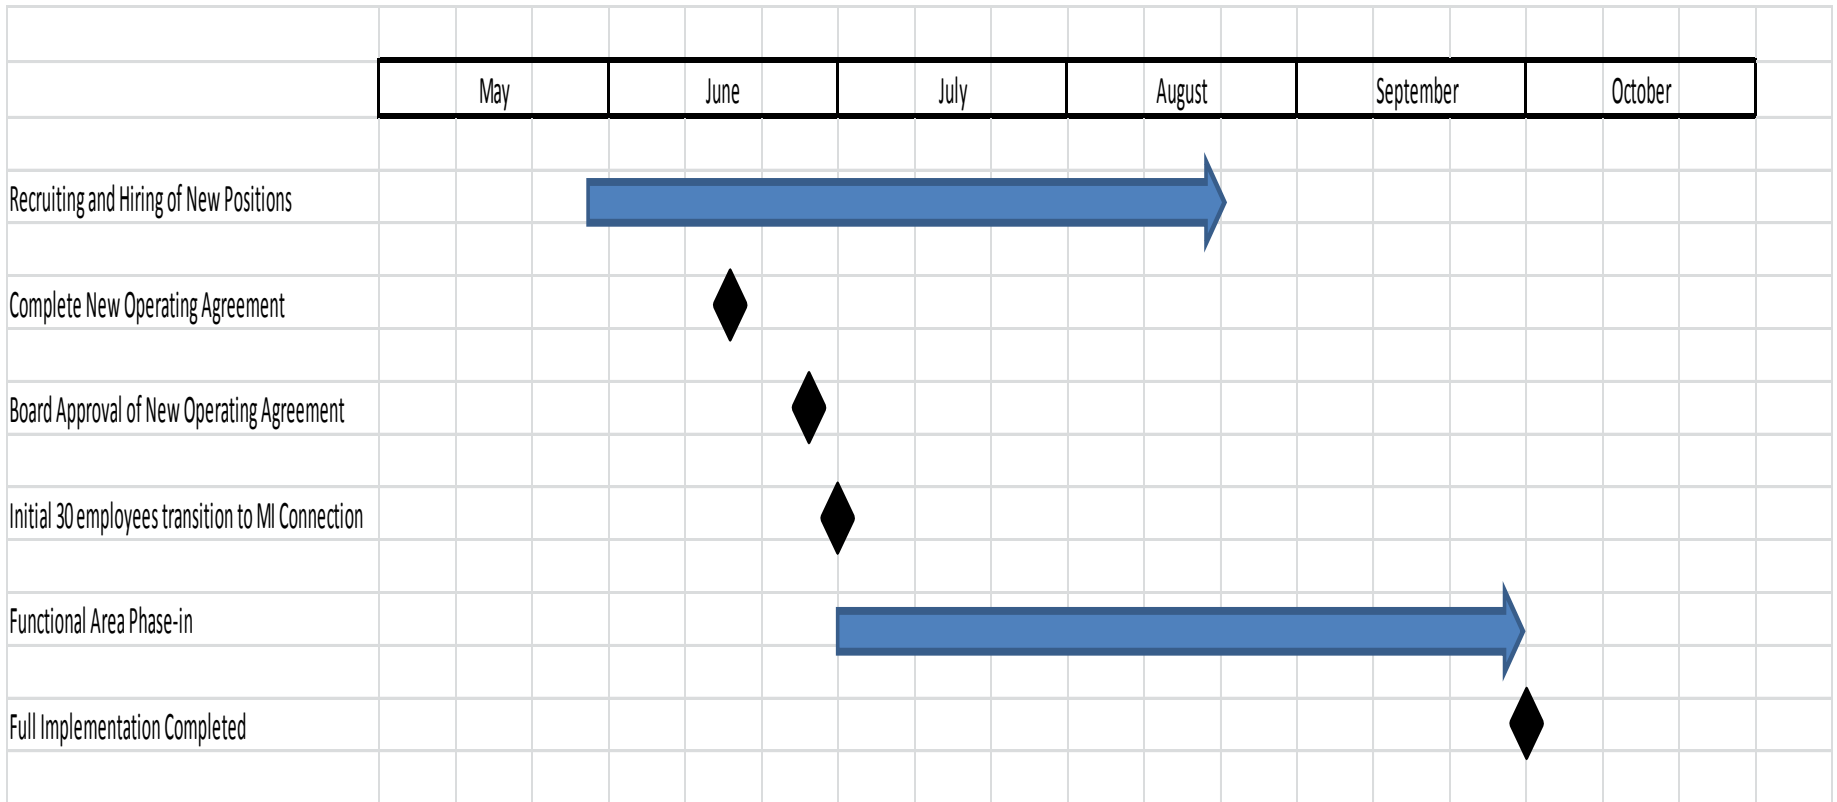 May June July August September October
Recruiting and Hiring of New Positions
Complete New Operating Agreement
Board Approval of New Operating Agreement
Initial 30 employees transition to MI Connection
Functional Area Phase-in
Full Implementation Completed